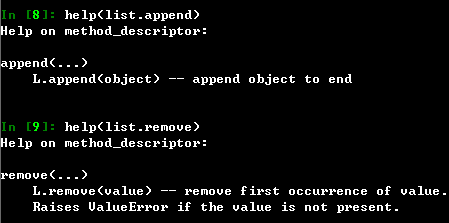 In [8]: help(list.append)
Help on method_descriptor:
append(...)
    L.append(object) -- append object to end
In [9]: help(list.remove)
Help on method_descriptor:
remove(...)
    L.remove(value) -- remove first occurrence of value.
    Raises ValueError if the value is not present.